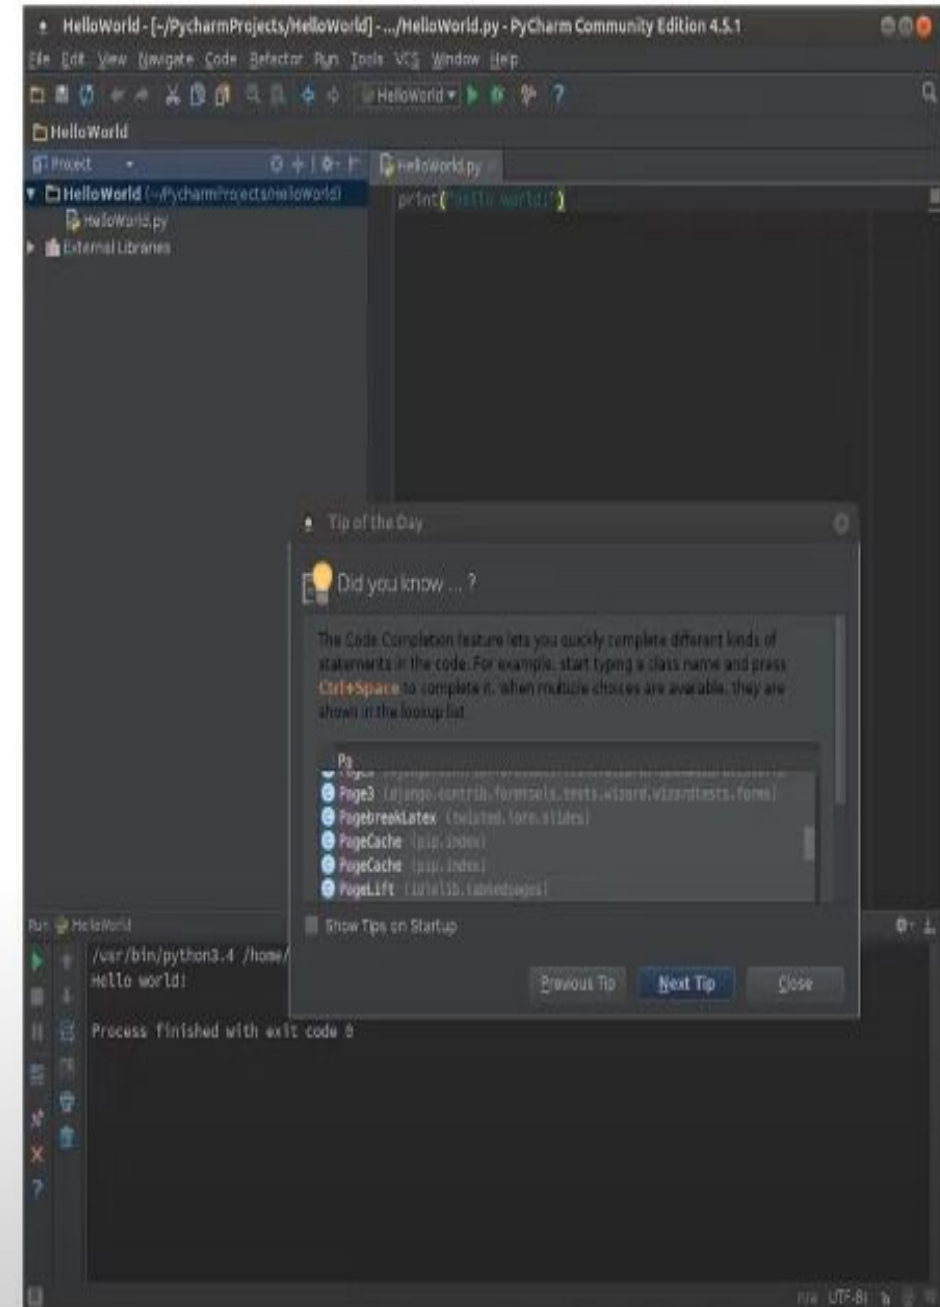 HelloWorld - [~/PycharmProjects/HelloWorld] - .../HelloWorld.py - PyCharm Community Edition 4.5.1
File Edit View Navigate Code Refactor Run Tools VCS Window Help
HelloWorld
HelloWorld
Project
HelloWorld.py
HelloWorld (~/PycharmProjects/HelloWorld)
HelloWorld.py
External Libraries
print("Hello world!")
Tip of the Day
Did you know ... ?
The Code Completion feature lets you quickly complete different kinds of
statements in the code. For example, start typing a class name and press
Ctrl+Space to complete it. When multiple choices are available, they are
shown in the lookup list.
Pa
Page3 (django.contrib.formtools.tests.wizard.wizardtests.forms)
PagebreakLatex (twisted.lore.slides)
PageCache (pip.index)
PageCache (pip.index)
PageLift (idlelib.tabbedpages)
Show Tips on Startup
Previous Tip Next Tip Close
Run HelloWorld
/usr/bin/python3.4 /home/
Hello world!
Process finished with exit code 0
n/a UTF-8